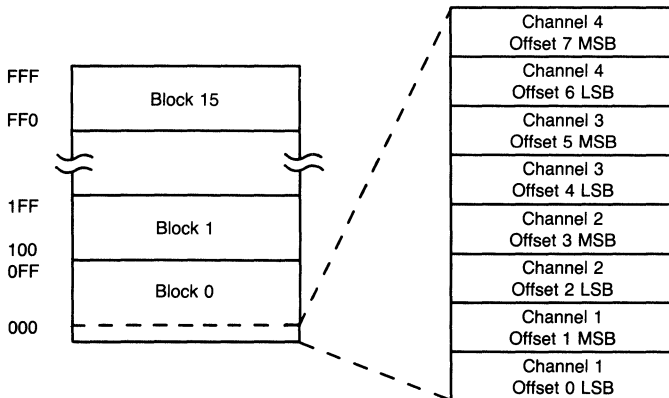 FFF
Block 15
FF0
1FF
Block 1
100
0FF
Block 0
000
Channel 4
Offset 7 MSB
Channel 4
Offset 6 LSB
Channel 3
Offset 5 MSB
Channel 3
Offset 4 LSB
Channel 2
Offset 3 MSB
Channel 2
Offset 2 LSB
Channel 1
Offset 1 MSB
Channel 1
Offset 0 LSB